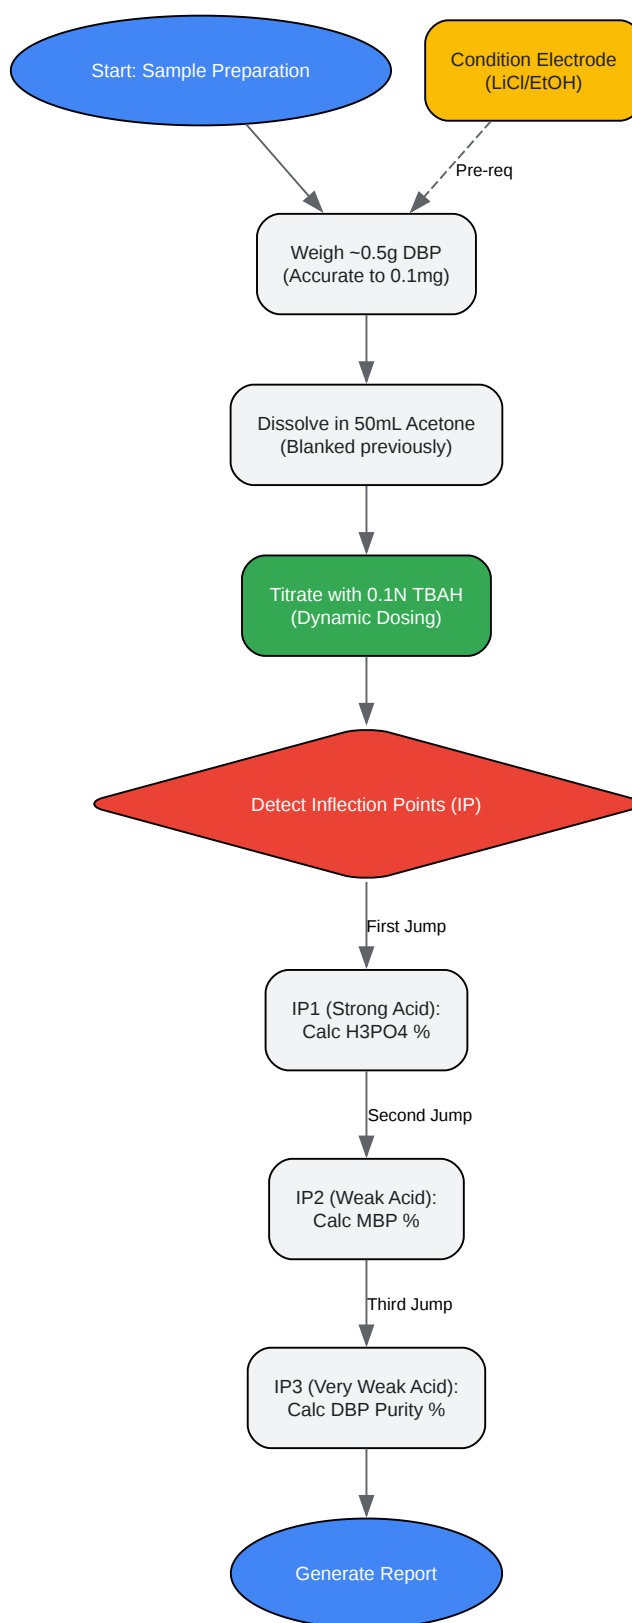 Start: Sample Preparation
Condition Electrode
(LiCl/EtOH)
Pre-req
Weigh ~0.5g DBP
(Accurate to 0.1mg)
Dissolve in 50mL Acetone
(Blanked previously)
Titrate with 0.1N TBAH
(Dynamic Dosing)
Detect Inflection Points (IP)
First Jump
IP1 (Strong Acid):
Calc H3PO4 %
Second Jump
IP2 (Weak Acid):
Calc MBP %
Third Jump
IP3 (Very Weak Acid):
Calc DBP Purity %
Generate Report